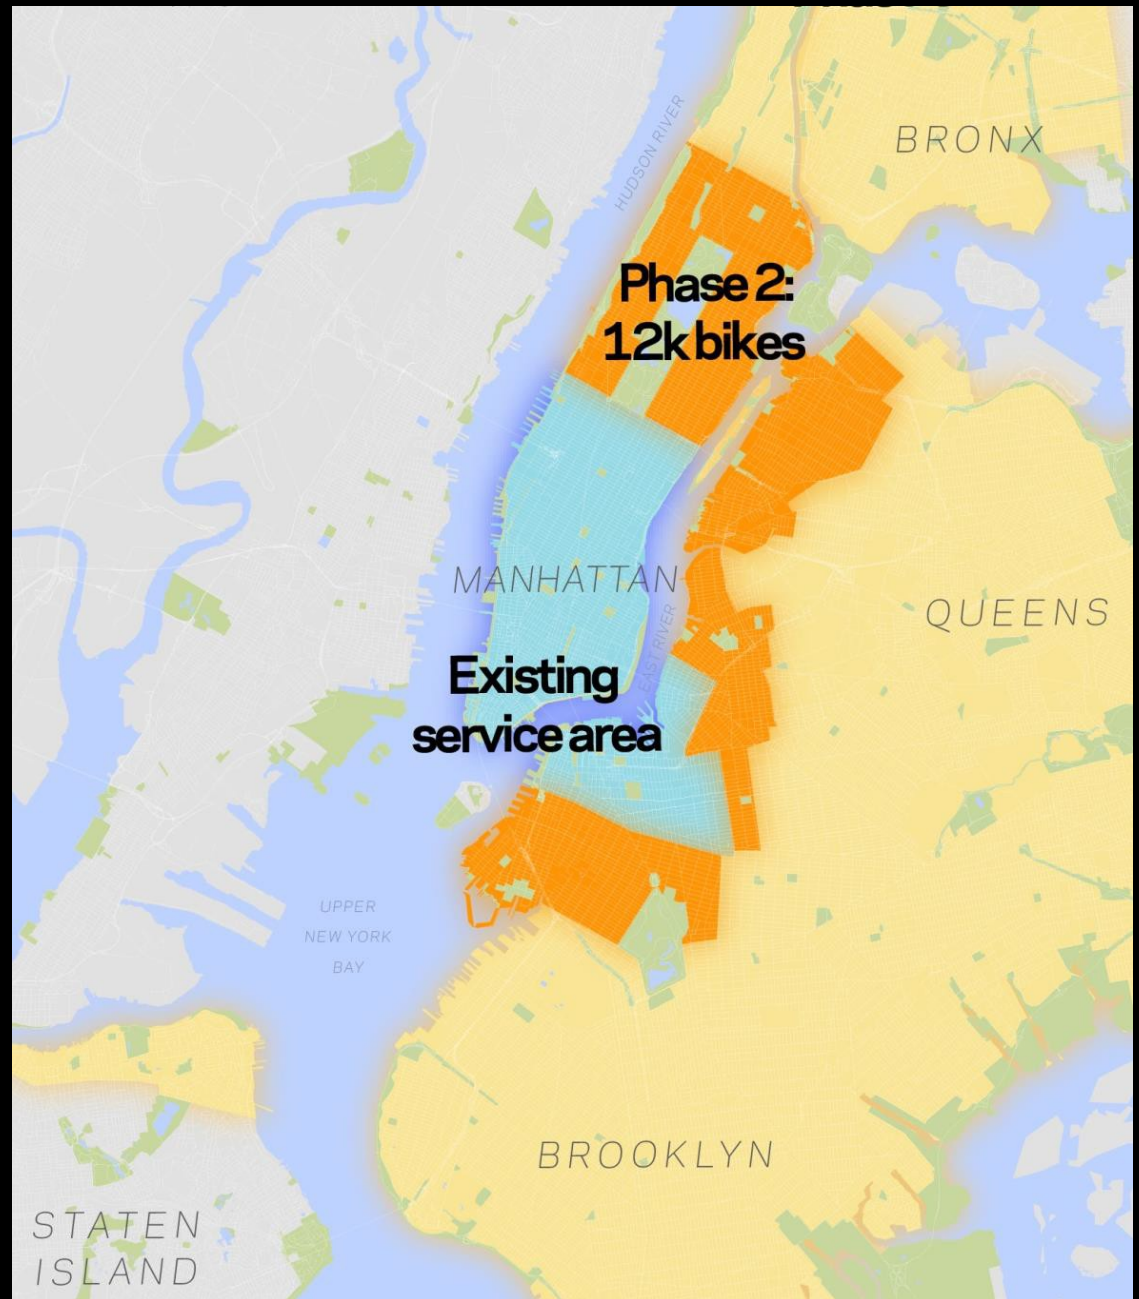 BRONX
HUDSON RIVER
Phase 2:
12k bikes
MANHATTAN
QUEENS
EAST RIVER
Existing
service area
UPPER
NEW YORK
BAY
BROOKLYN
STATEN
ISLAND